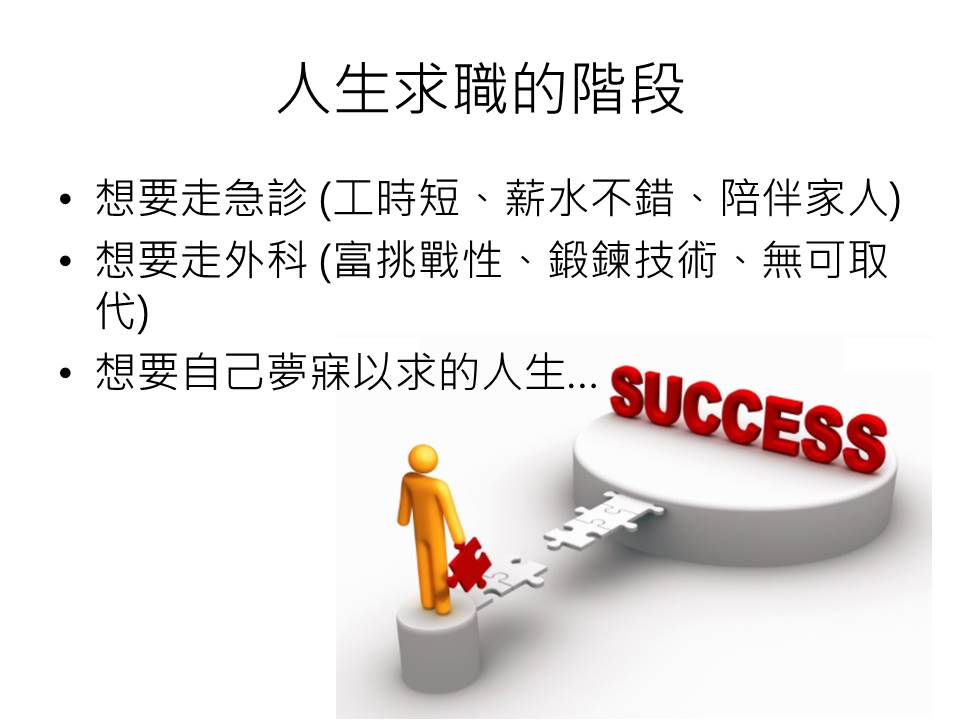 人生求職的階段
• 想要走急診 (工時短、薪水不錯、陪伴家人)
• 想要走外科 (富挑戰性、鍛鍊技術、無可取
代)
• 想要自己夢寐以求的人生...
SUCCESS